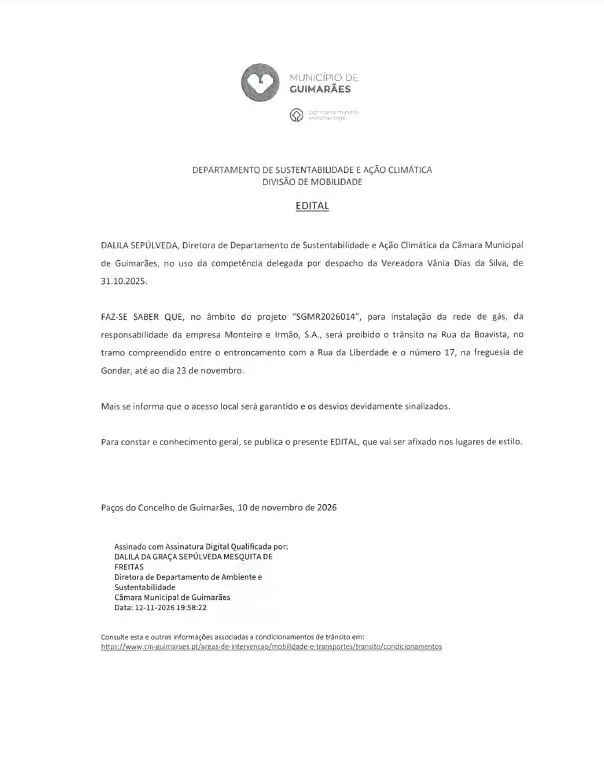 MUNICÍPIO DE
GUIMARÃES
DEPARTAMENTO DE SUSTENTABILIDADE E AÇÃO CLIMÁTICA
DIVISÃO DE MOBILIDADE
EDITAL
DALILA SEPÚLVEDA, Diretora de Departamento de Sustentabilidade e Ação Climática da Câmara Municipal
de Guimarães, no uso da competência delegada por despacho da Vereadora Vânia Dias da Silva, de
31.10.2025.
FAZ-SE SABER QUE, no âmbito do projeto "SGMR2026014", para instalação da rede de gás, da
responsabilidade da empresa Monteiro e Irmão, S.A., será proibido o trânsito na Rua da Boavista, no
tramo compreendido entre o entroncamento com a Rua da Liberdade e o número 17, na freguesia de
Gondar, até ao dia 23 de novembro.
Mais se informa que o acesso local será garantido e os desvios devidamente sinalizados.
Para constar e conhecimento geral, se publica o presente EDITAL, que vai ser afixado nos lugares de estilo.
Paços do Concelho de Guimarães, 10 de novembro de 2026
Assinado com Assinatura Digital Qualificada por:
DALILA DA GRAÇA SEPÚLVEDA MESQUITA DE
FREITAS
Diretora de Departamento de Ambiente e
Sustentabilidade
Câmara Municipal de Guimarães
Data: 12-11-2026 19:58:22
Consulte esta e outras informações associadas a condicionamentos de trânsito em:
https://www.cm-guimaraes.pt/areas-de-intervencao/mobilidade-e-transportes/transito/condicionamentos